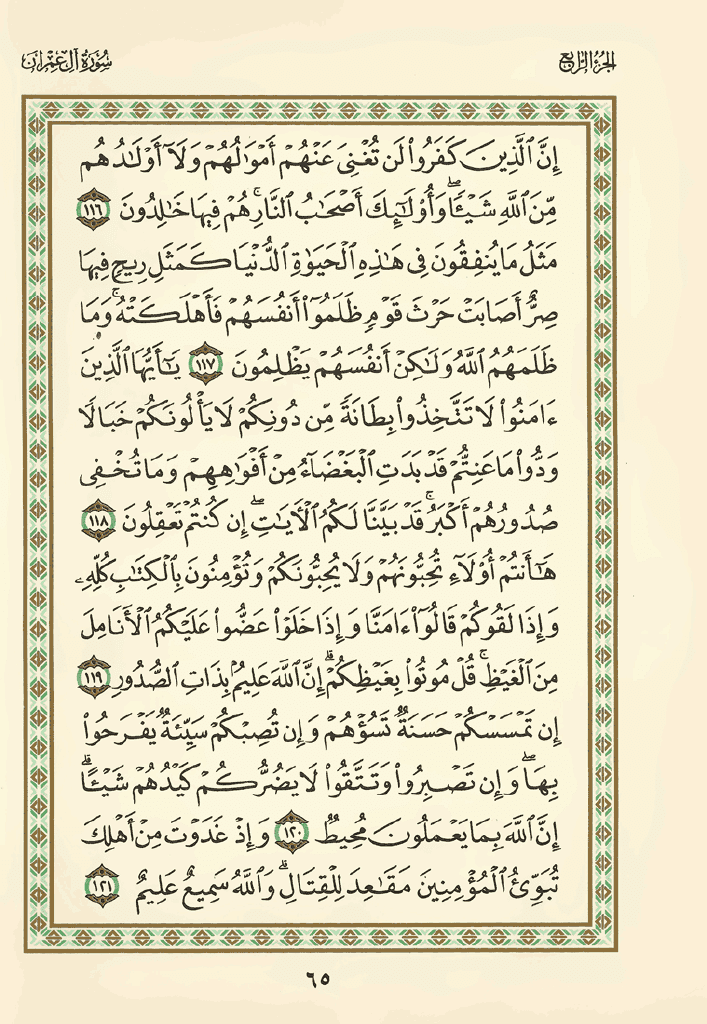 الجزء الرابع
سورة آل عمران
إِنَّ ٱلَّذِينَ كَفَرُوا۟ لَن تُغْنِىَ عَنْهُمْ أَمْوَٰلُهُمْ وَلَآ أَوْلَـٰدُهُم
مِّنَ ٱللَّهِ شَيْـًٔا ۖ وَأُو۟لَـٰٓئِكَ أَصْحَـٰبُ ٱلنَّارِ ۚ هُمْ فِيهَا خَـٰلِدُونَ ١١٦
مَثَلُ مَا يُنفِقُونَ فِى هَـٰذِهِ ٱلْحَيَوٰةِ ٱلدُّنْيَا كَمَثَلِ رِيحٍ فِيهَا
صِرٌّ أَصَابَتْ حَرْثَ قَوْمٍ ظَلَمُوٓا۟ أَنفُسَهُمْ فَأَهْلَكَتْهُ ۚ وَمَا
ظَلَمَهُمُ ٱللَّهُ وَلَـٰكِنْ أَنفُسَهُمْ يَظْلِمُونَ ١١٧ يَـٰٓأَيُّهَا ٱلَّذِينَ
ءَامَنُوا۟ لَا تَتَّخِذُوا۟ بِطَانَةً مِّن دُونِكُمْ لَا يَأْلُونَكُمْ خَبَالًا
وَدُّوا۟ مَا عَنِتُّمْ قَدْ بَدَتِ ٱلْبَغْضَآءُ مِنْ أَفْوَٰهِهِمْ وَمَا تُخْفِى
صُدُورُهُمْ أَكْبَرُ ۚ قَدْ بَيَّنَّا لَكُمُ ٱلْـَٔايَـٰتِ ۖ إِن كُنتُمْ تَعْقِلُونَ ١١٨
هَـٰٓأَنتُمْ أُو۟لَآءِ تُحِبُّونَهُمْ وَلَا يُحِبُّونَكُمْ وَتُؤْمِنُونَ بِٱلْكِتَـٰبِ كُلِّهِۦ
وَإِذَا لَقُوكُمْ قَالُوٓا۟ ءَامَنَّا وَإِذَا خَلَوْا۟ عَضُّوا۟ عَلَيْكُمُ ٱلْأَنَامِلَ
مِنَ ٱلْغَيْظِ ۚ قُلْ مُوتُوا۟ بِغَيْظِكُمْ ۗ إِنَّ ٱللَّهَ عَلِيمٌۢ بِذَاتِ ٱلصُّدُورِ ١١٩
إِن تَمْسَسْكُمْ حَسَنَةٌ تَسُؤْهُمْ وَإِن تُصِبْكُمْ سَيِّئَةٌ يَفْرَحُوا۟
بِهَا ۖ وَإِن تَصْبِرُوا۟ وَتَتَّقُوا۟ لَا يَضُرُّكُمْ كَيْدُهُمْ شَيْـًٔا ۗ
إِنَّ ٱللَّهَ بِمَا يَعْمَلُونَ مُحِيطٌ ١٢٠ وَإِذْ غَدَوْتَ مِنْ أَهْلِكَ
تُبَوِّئُ ٱلْمُؤْمِنِينَ مَقَـٰعِدَ لِلْقِتَالِ ۗ وَٱللَّهُ سَمِيعٌ عَلِيمٌ ١٢١
٦٥